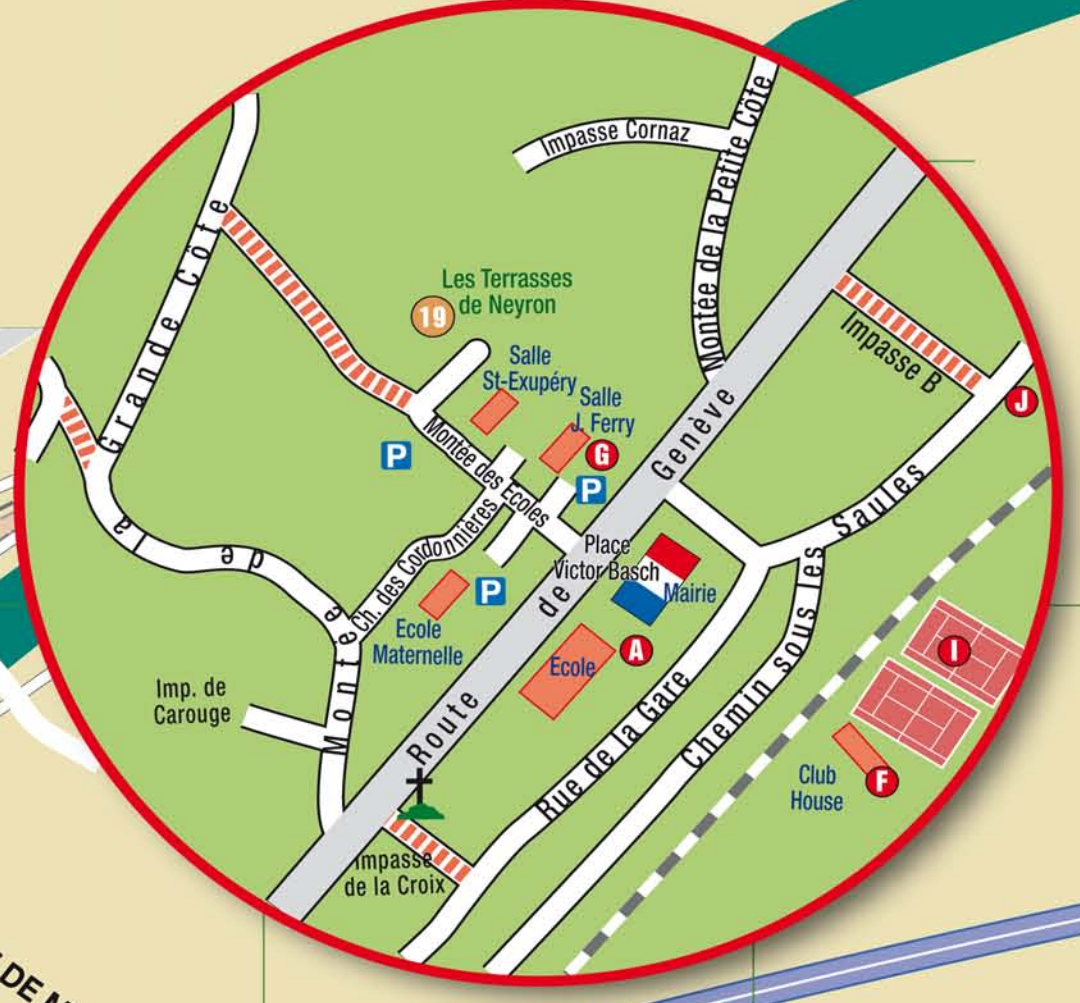 Impasse Cornaz
Montée de la Petite Côte
Les Terrasses
de Neyron
19
Salle
St-Exupéry
Salle
J. Ferry
G
P
P
P
Montée des Ecoles
Ch. des Cordonnières
Montée de la Grande Côte
Impasse B
J
Route de Genève
Place
Victor Basch
Mairie
Saules
Chemin sous les
Ecole
Maternelle
Ecole
A
I
Imp. de
Carouge
Rue de la Gare
Club
House
F
Impasse
de la Croix
DE